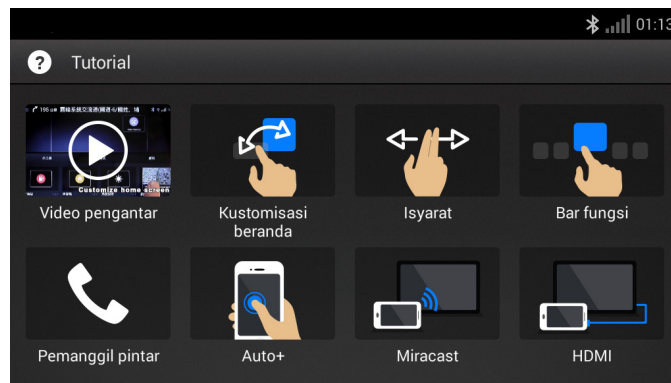 01:13
Tutorial
Customize home screen
Video pengantar
Kustomisasi
beranda
Isyarat
Bar fungsi
Pemanggil pintar
Auto+
Miracast
HDMI